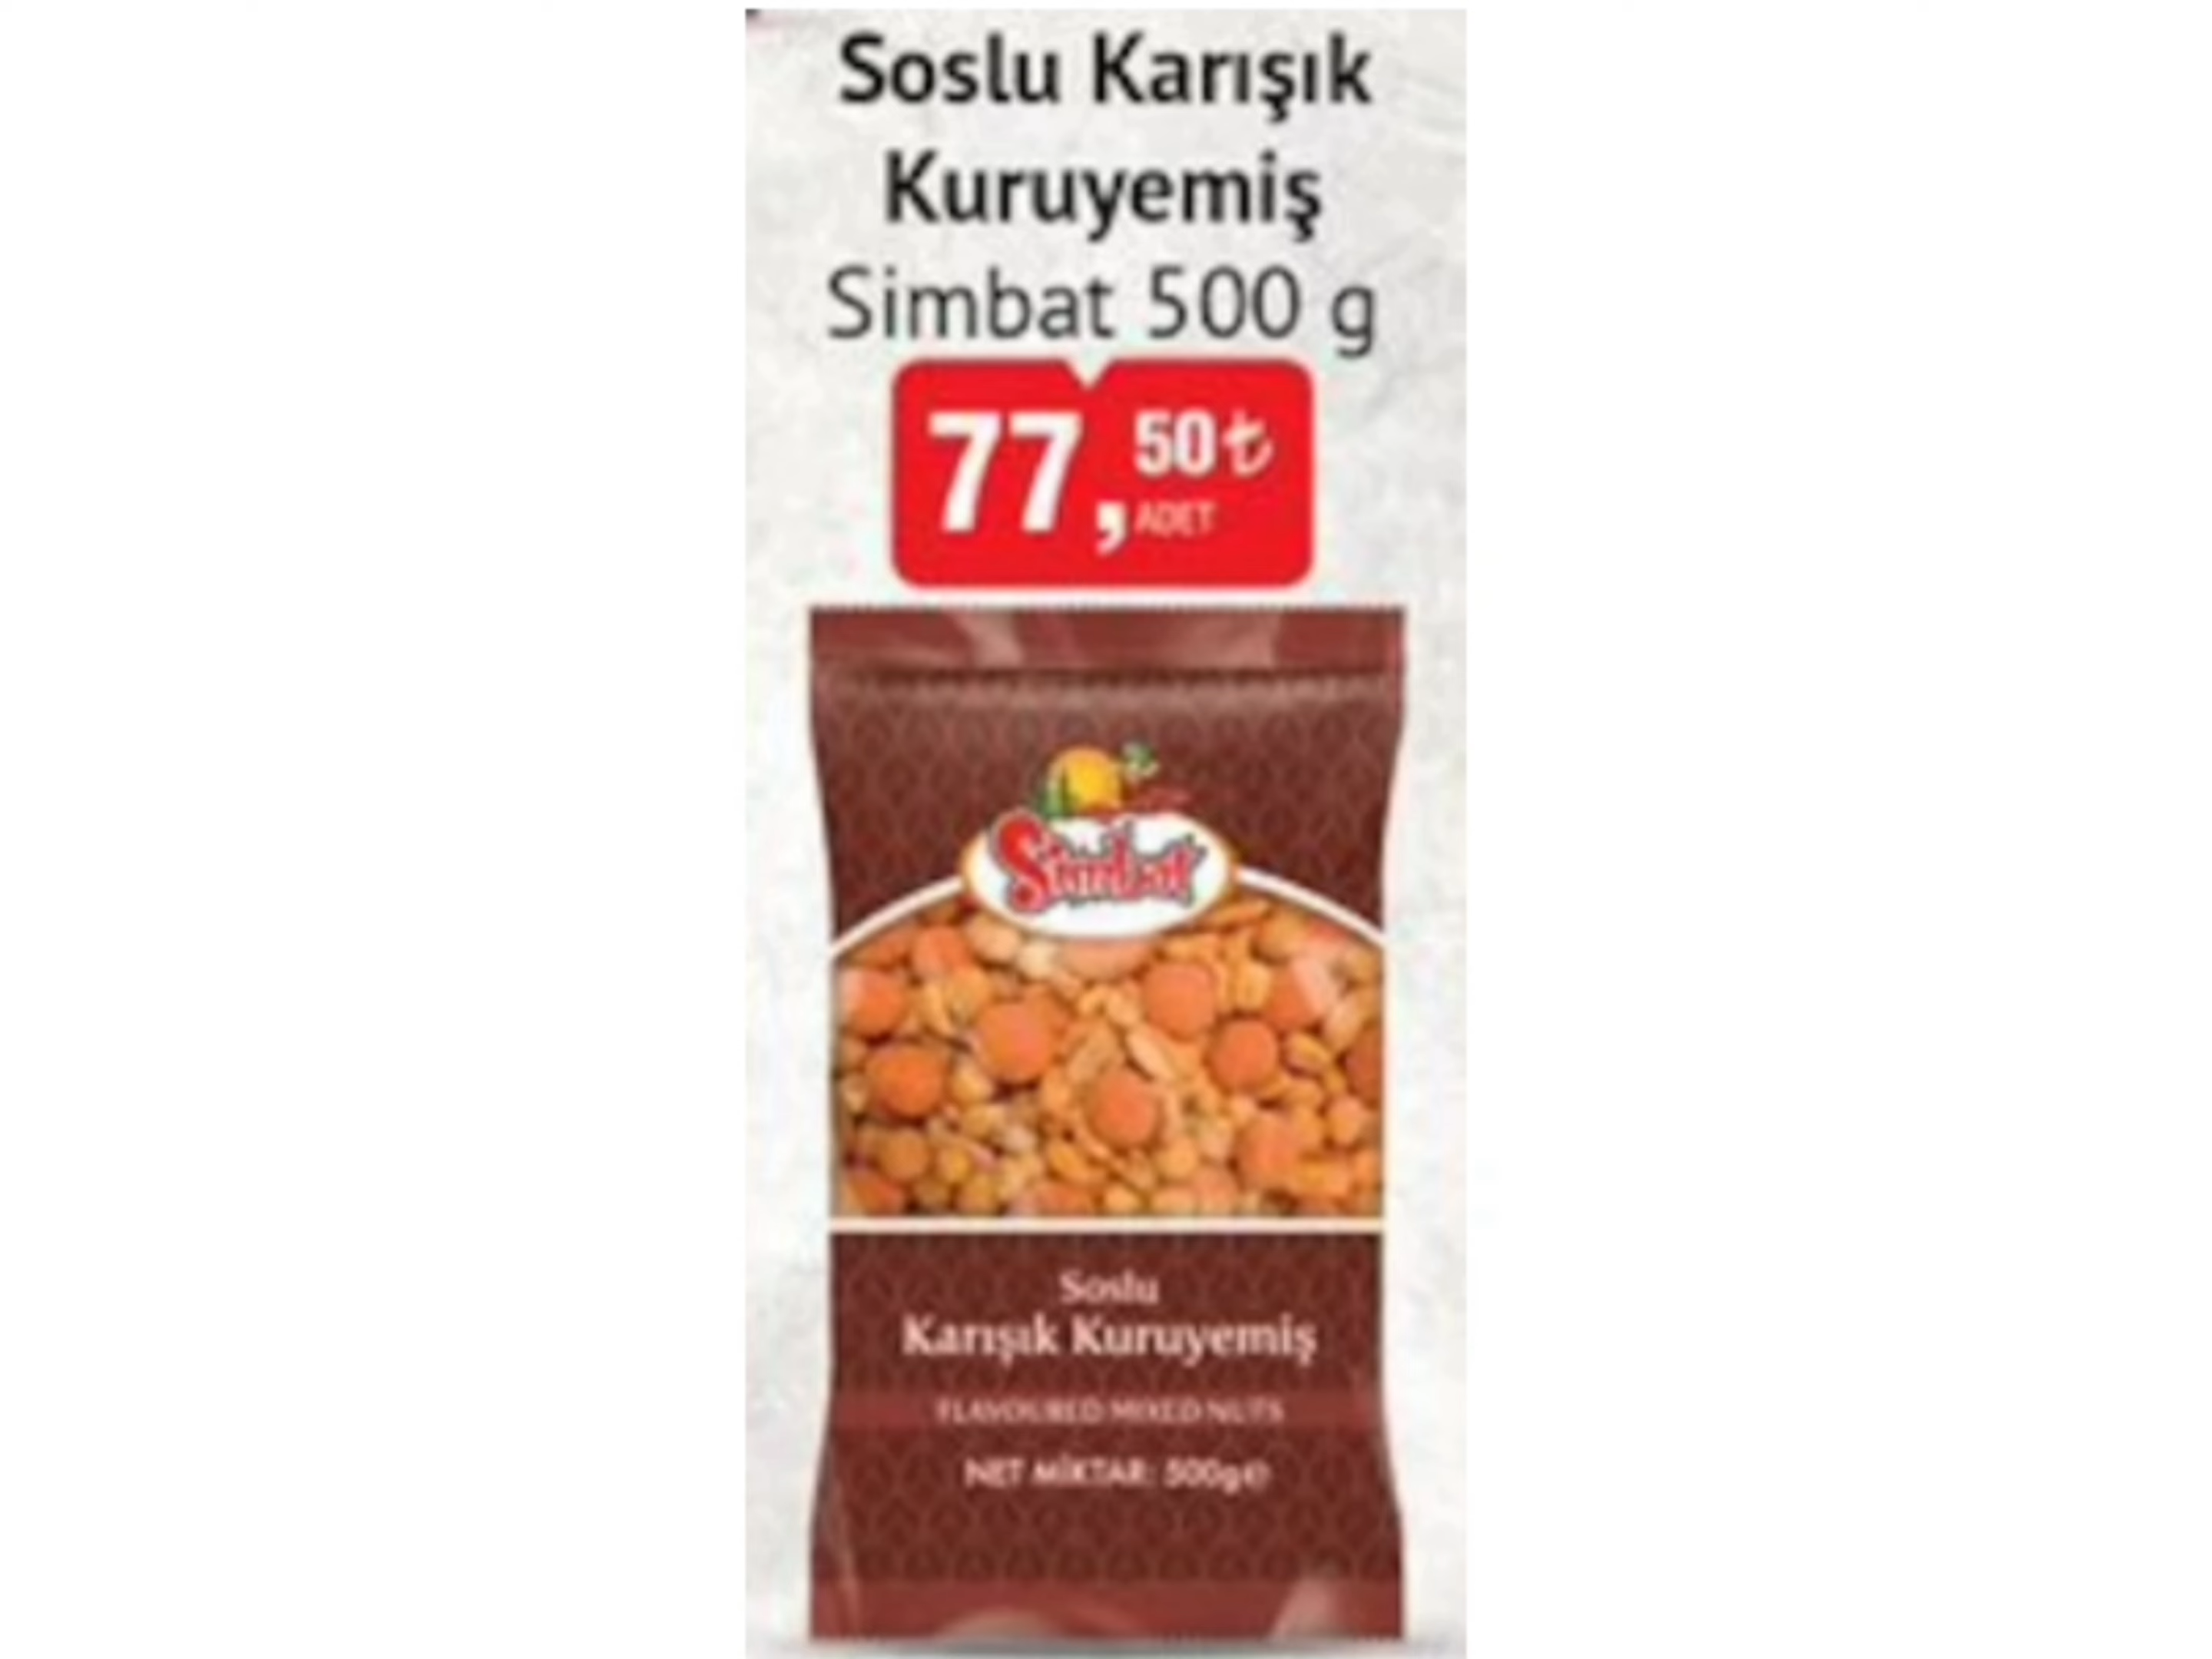 Soslu Karışık
Kuruyemiş
Simbat 500 g
77,50₺
ADET
Simbat
Soslu
Karışık Kuruyemiş
FLAVOURED MIXED NUTS
NET MİKTAR: 500g℮